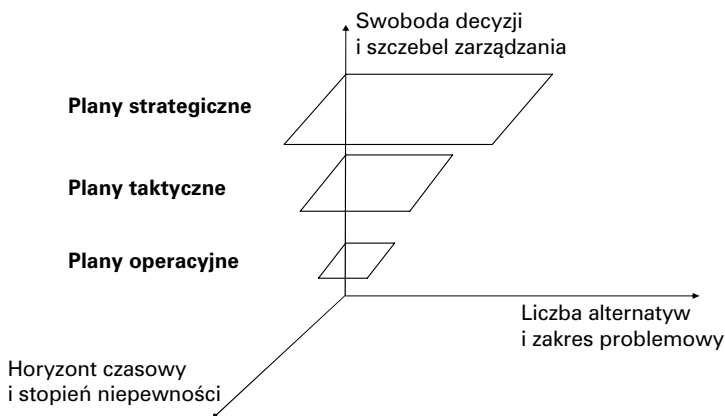 Swoboda decyzji
i szczebel zarządzania
Plany strategiczne
Plany taktyczne
Plany operacyjne
Liczba alternatyw
i zakres problemowy
Horyzont czasowy
i stopień niepewności